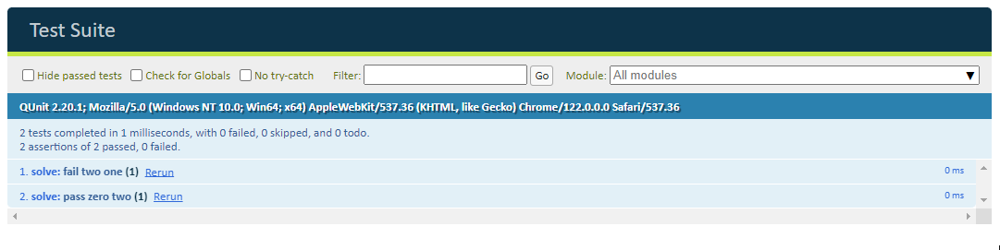 Test Suite
Hide passed tests Check for Globals No try-catch Filter: Go Module: All modules ▼
QUnit 2.20.1; Mozilla/5.0 (Windows NT 10.0; Win64; x64) AppleWebKit/537.36 (KHTML, like Gecko) Chrome/122.0.0.0 Safari/537.36
2 tests completed in 1 milliseconds, with 0 failed, 0 skipped, and 0 todo.
2 assertions of 2 passed, 0 failed.
1. solve: fail two one (1) Rerun 0 ms
2. solve: pass zero two (1) Rerun 0 ms